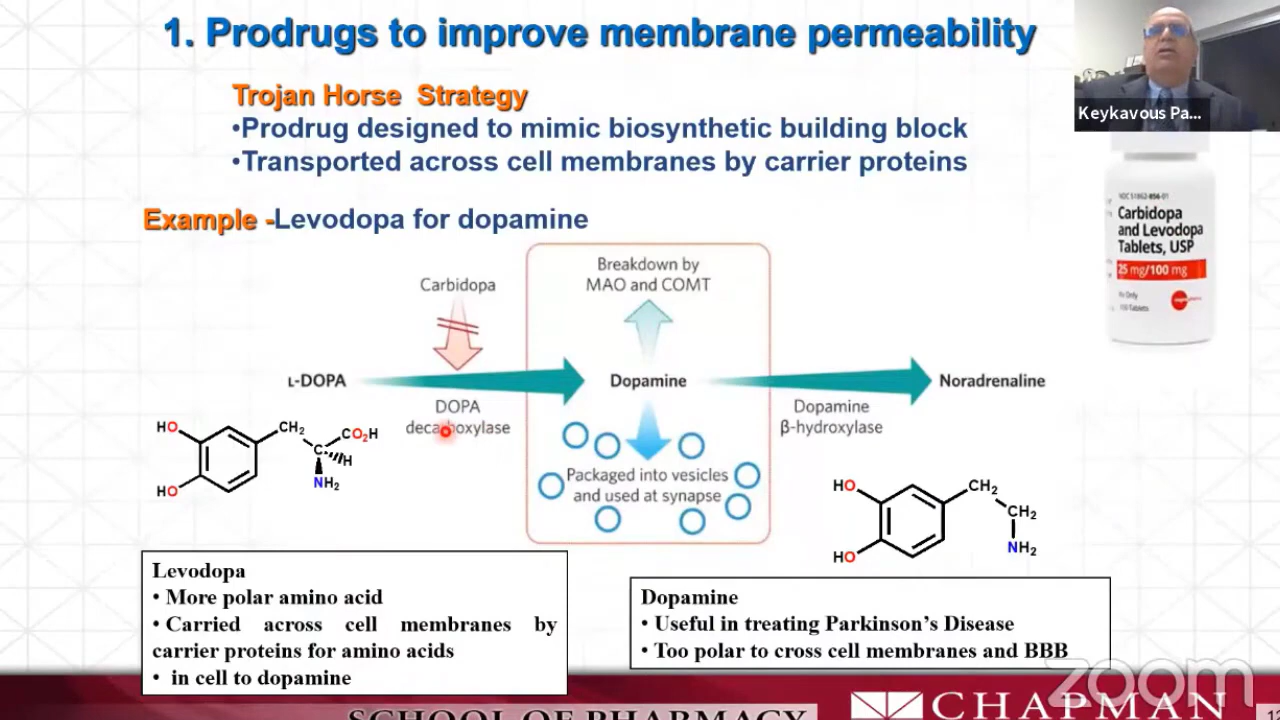 1. Prodrugs to improve membrane permeability
Trojan Horse Strategy
•Prodrug designed to mimic biosynthetic building block
•Transported across cell membranes by carrier proteins
Keykavous Pa...
Example -Levodopa for dopamine
Carbidopa
and Levodopa
Tablets, USP
25 mg/100 mg
Breakdown by
MAO and COMT
Carbidopa
L-DOPA
Dopamine
Noradrenaline
DOPA
decarboxylase
Dopamine
β-hydroxylase
Packaged into vesicles
and used at synapse
HO
HO
CH2
C
CO2H
H
NH2
HO
HO
CH2
CH2
NH2
Levodopa
• More polar amino acid
• Carried across cell membranes by
carrier proteins for amino acids
• in cell to dopamine
Dopamine
• Useful in treating Parkinson's Disease
• Too polar to cross cell membranes and BBB
zoom
CHAPMAN
SCHOOL OF PHARMACY